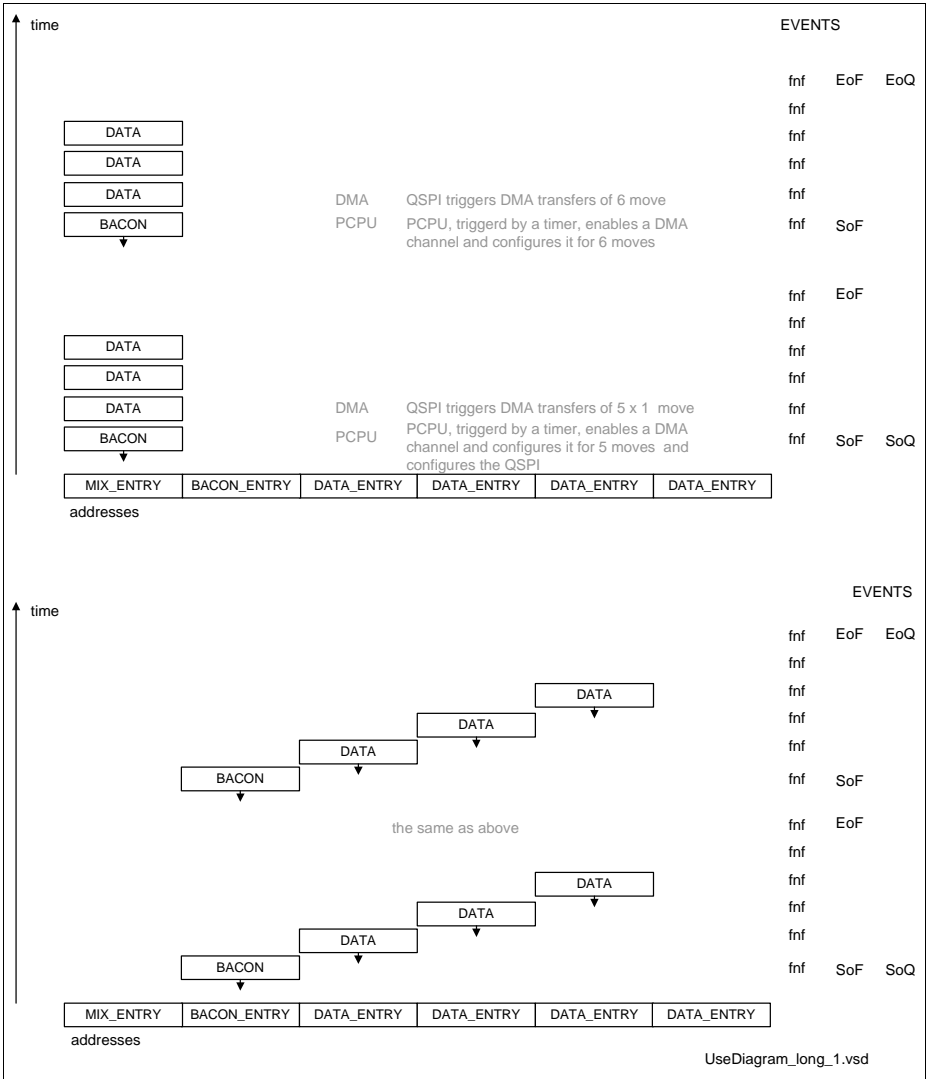 time EVENTS
fnf EoF EoQ
fnf
DATA fnf
DATA fnf
DATA DMA QSPI triggers DMA transfers of 6 move fnf
BACON PCPU PCPU, triggerd by a timer, enables a DMA fnf SoF
channel and configures it for 6 moves
fnf EoF
fnf
DATA fnf
DATA fnf
DATA DMA QSPI triggers DMA transfers of 5 x 1 move fnf
BACON PCPU PCPU, triggerd by a timer, enables a DMA fnf SoF SoQ
channel and configures it for 5 moves and
configures the QSPI
MIX_ENTRY BACON_ENTRY DATA_ENTRY DATA_ENTRY DATA_ENTRY DATA_ENTRY
addresses
EVENTS
time
fnf EoF EoQ
fnf
DATA fnf
DATA fnf
DATA fnf
BACON fnf SoF
the same as above fnf EoF
fnf
DATA fnf
DATA fnf
DATA fnf
BACON fnf SoF SoQ
MIX_ENTRY BACON_ENTRY DATA_ENTRY DATA_ENTRY DATA_ENTRY DATA_ENTRY
addresses
UseDiagram_long_1.vsd